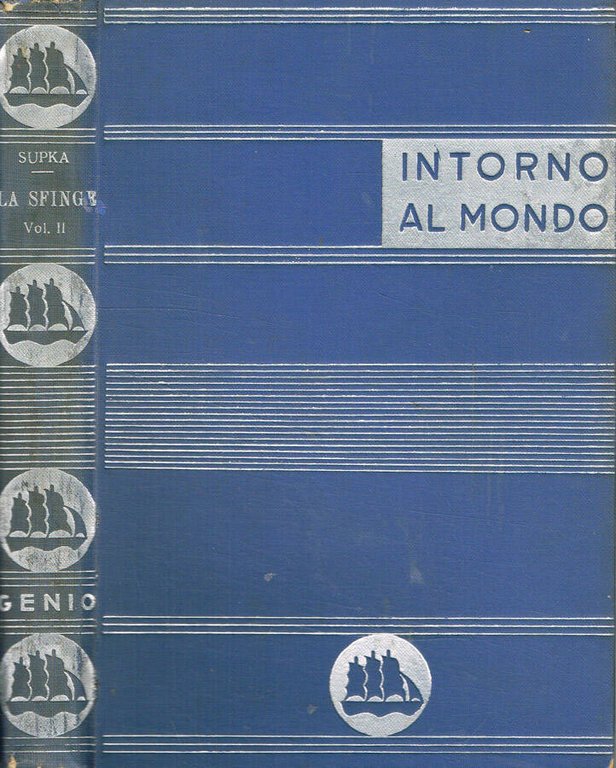 SUPKA
LA SFINGE
Vol. II
GENIO
INTORNO
AL MONDO